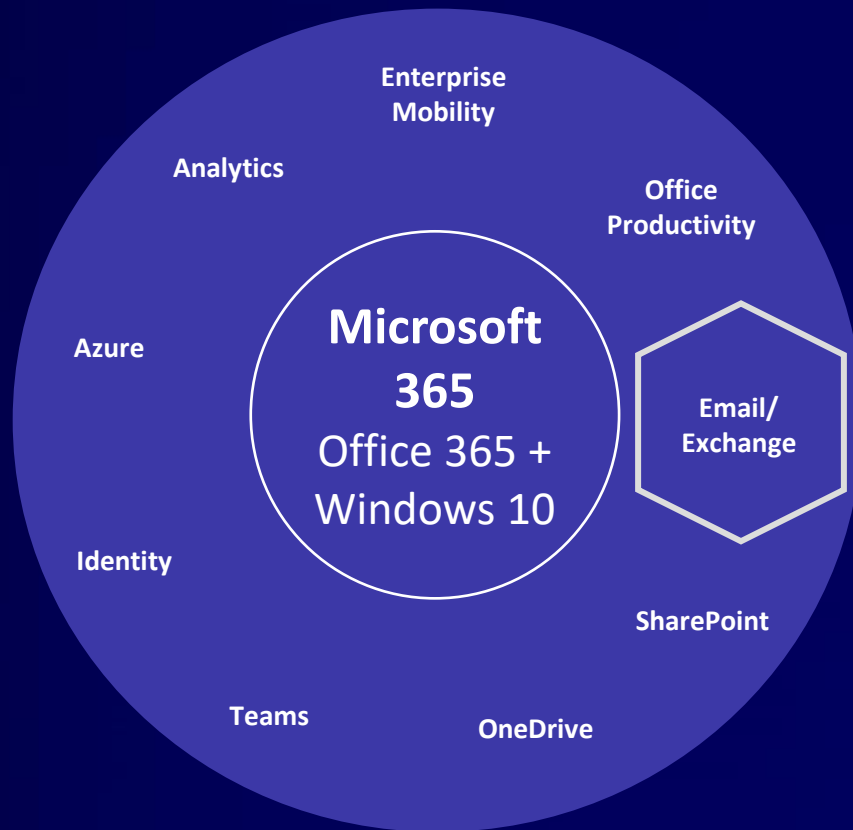 Enterprise
Mobility
Analytics
Office
Productivity
Microsoft
365
Office 365 +
Windows 10
Azure
Email/
Exchange
Identity
SharePoint
Teams
OneDrive